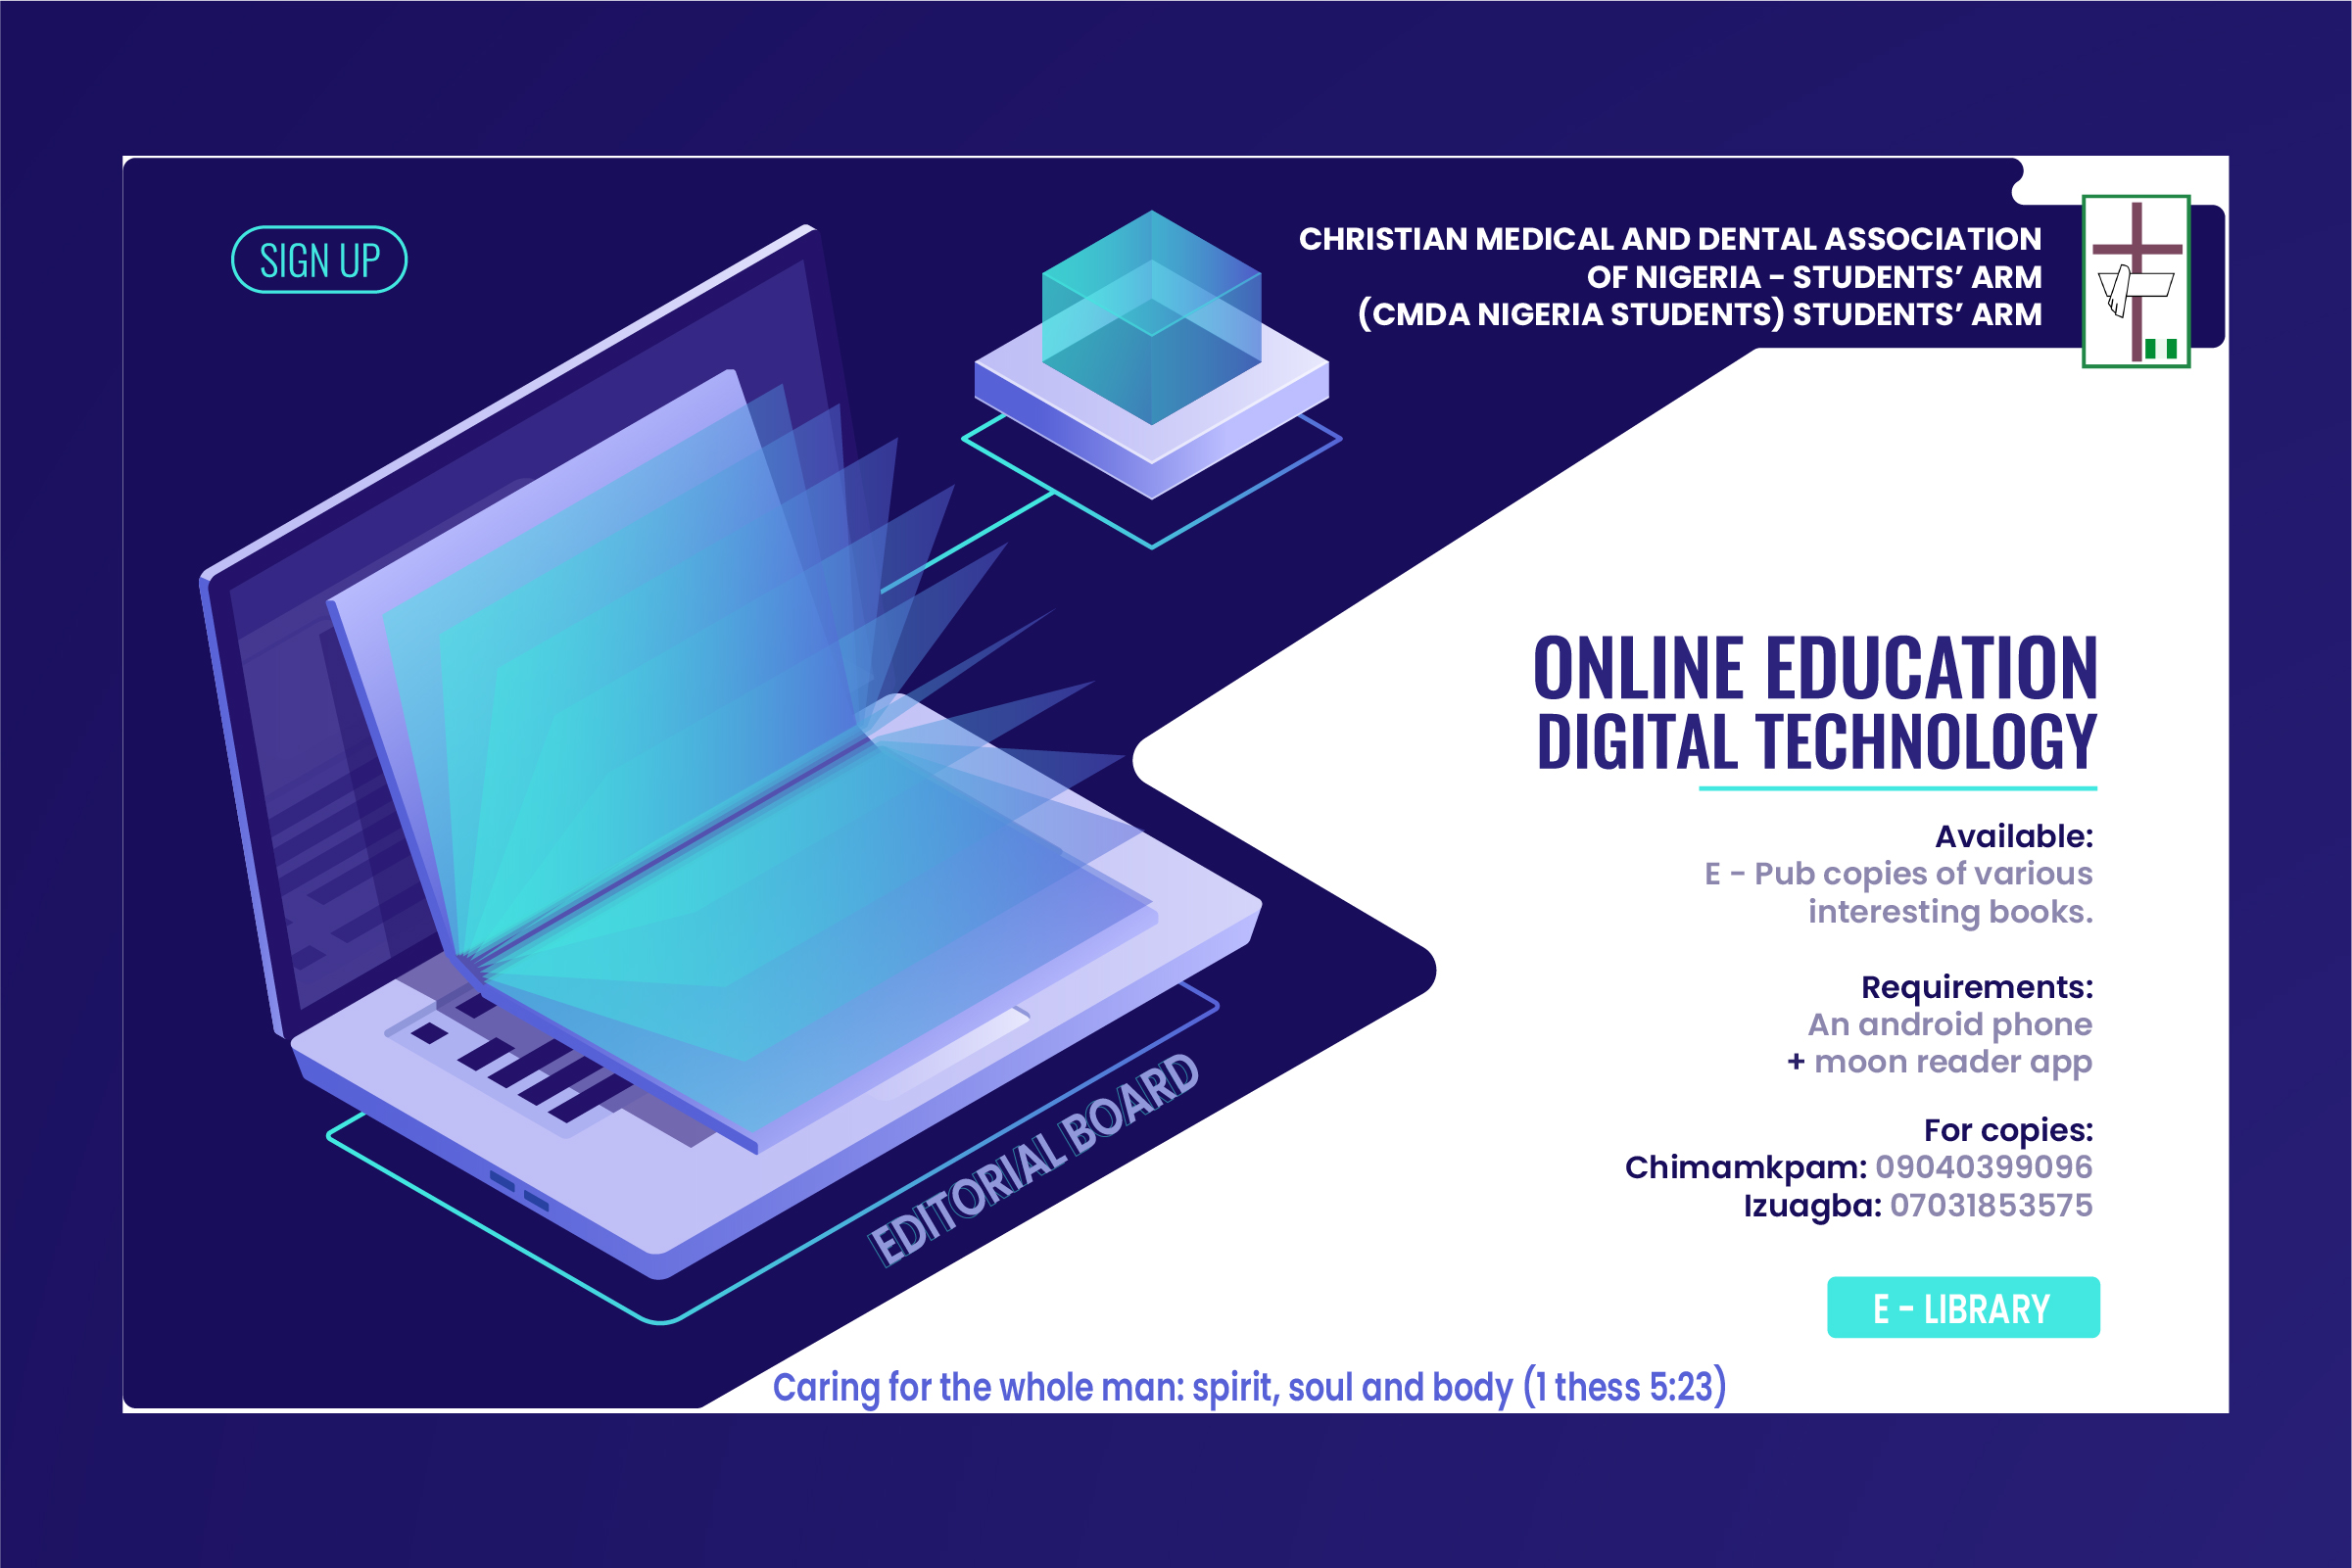 SIGN UP
CHRISTIAN MEDICAL AND DENTAL ASSOCIATION
OF NIGERIA - STUDENTS’ ARM
(CMDA NIGERIA STUDENTS) STUDENTS’ ARM
ONLINE EDUCATION
DIGITAL TECHNOLOGY
Available:
E - Pub copies of various
interesting books.
Requirements:
An android phone
+ moon reader app
For copies:
Chimamkpam: 09040399096
Izuagba: 07031853575
EDITORIAL BOARD
E - LIBRARY
Caring for the whole man: spirit, soul and body (1 thess 5:23)